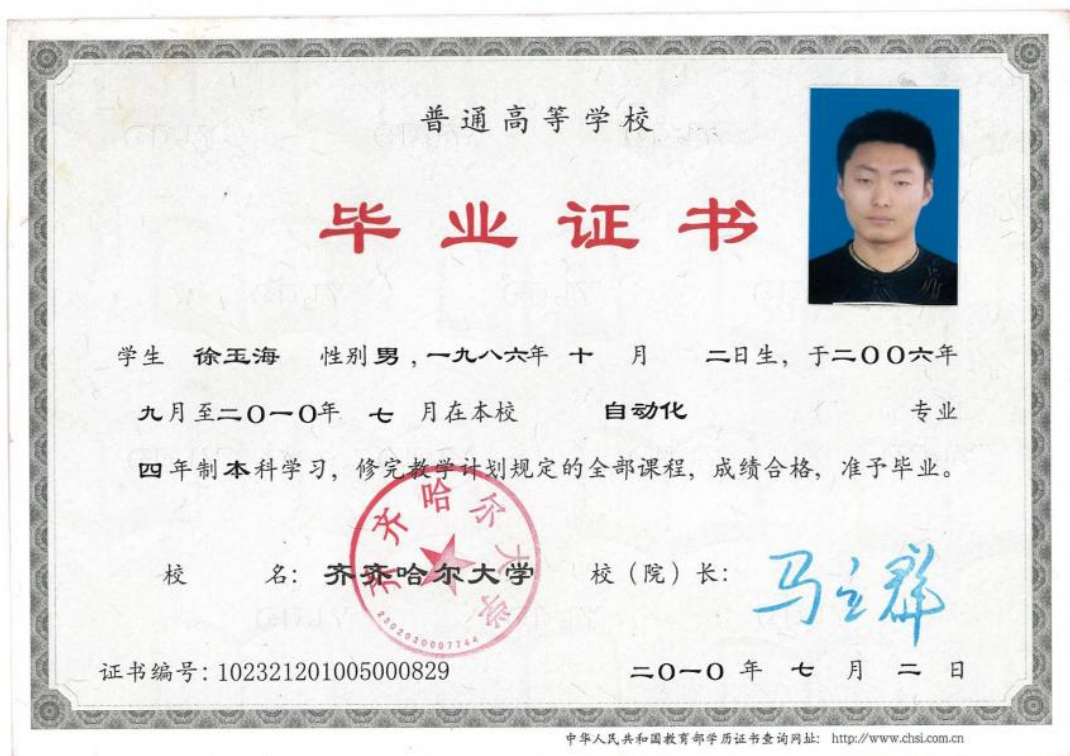 普通高等学校
毕业证书
学生 徐玉海 性别男,一九八六年 十 月 二日生, 于二〇〇六年
九月至二〇一〇年 七 月在本校 自动化 专业
四年制本科学习, 修完教学计划规定的全部课程, 成绩合格, 准予毕业。
齐齐哈尔大学
2302030007744
校 名: 齐齐哈尔大学 校(院)长: 马立群
证书编号: 102321201005000829 二〇一〇 年 七 月 二 日
中华人民共和国教育部学历证书查询网址: http://www.chsi.com.cn